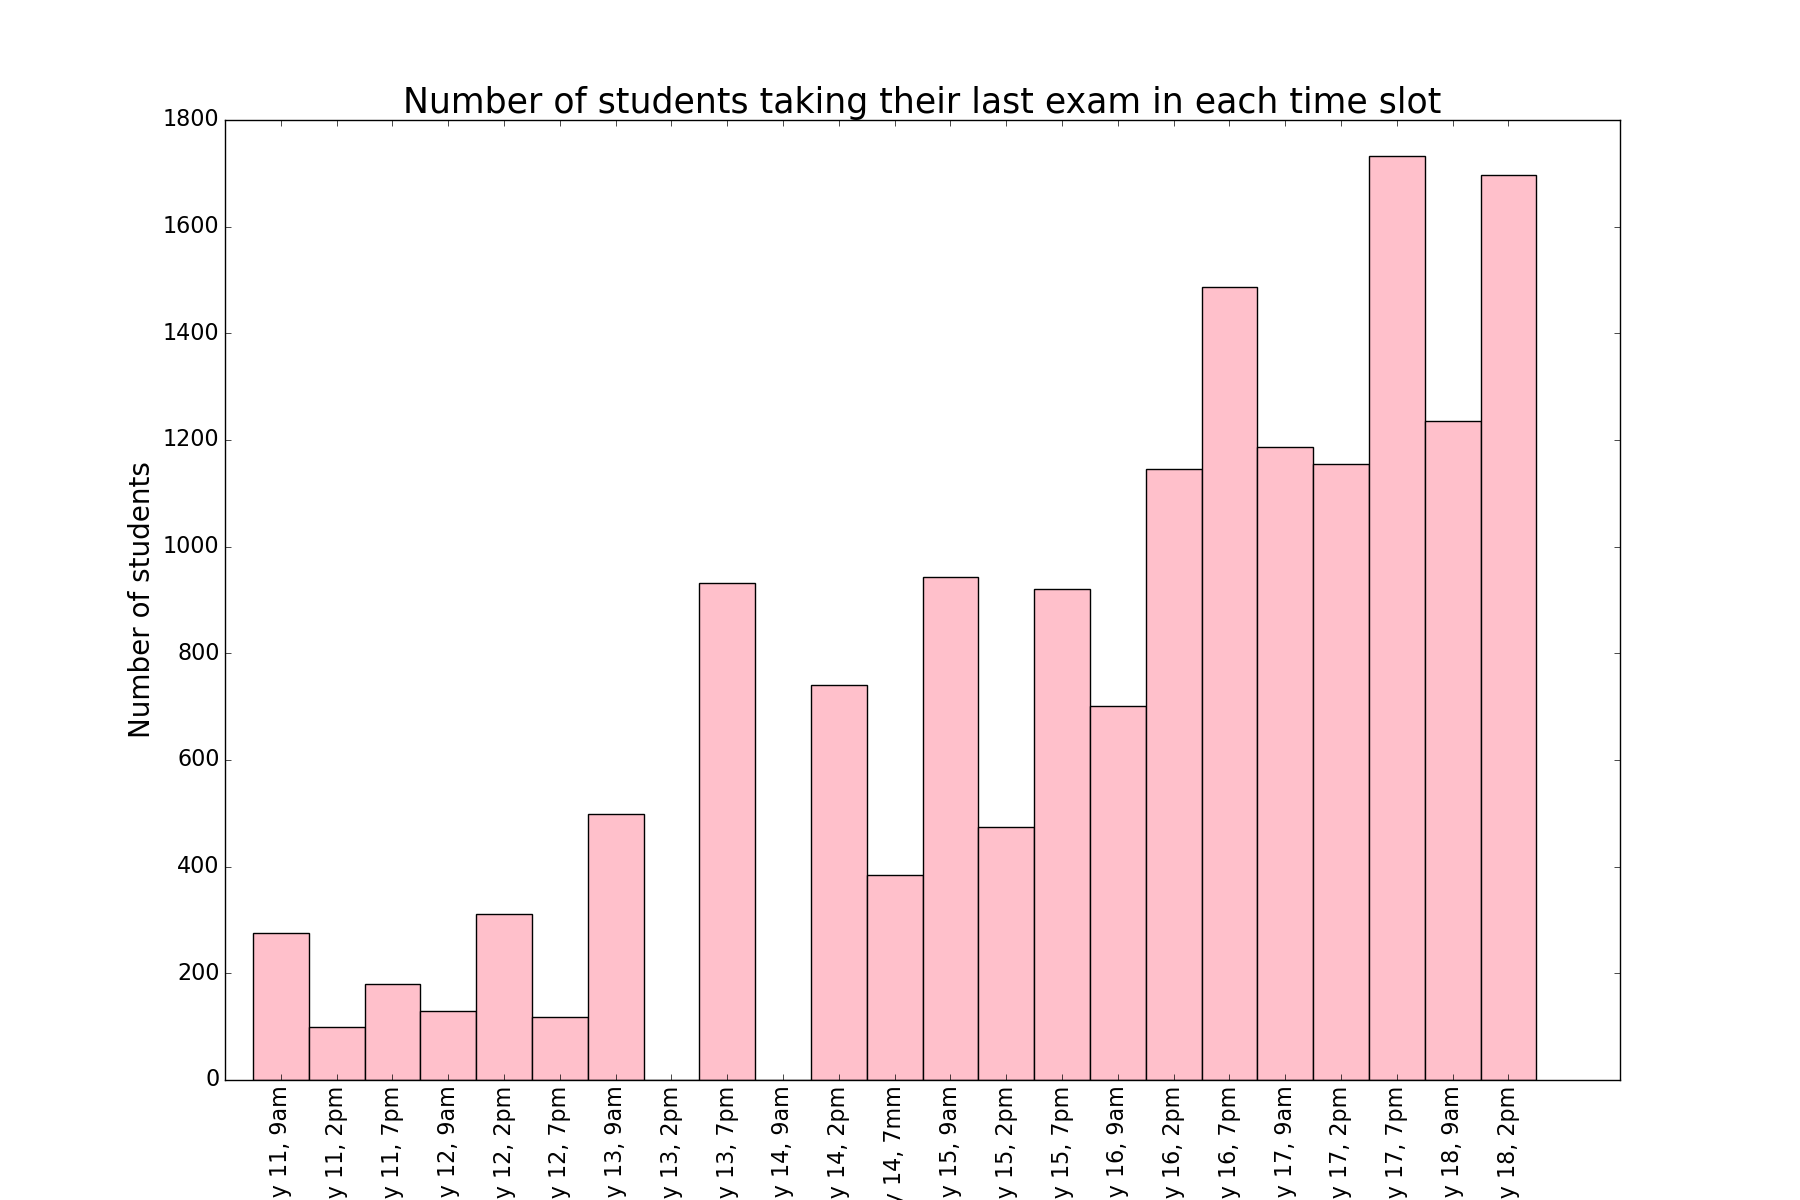 Number of students taking their last exam in each time slot
Number of students
1800
1600
1400
1200
1000
800
600
400
200
0
y 11, 9am
y 11, 2pm
y 11, 7pm
y 12, 9am
y 12, 2pm
y 12, 7pm
y 13, 9am
y 13, 2pm
y 13, 7pm
y 14, 9am
y 14, 2pm
y 14, 7mm
y 15, 9am
y 15, 2pm
y 15, 7pm
y 16, 9am
y 16, 2pm
y 16, 7pm
y 17, 9am
y 17, 2pm
y 17, 7pm
y 18, 9am
y 18, 2pm